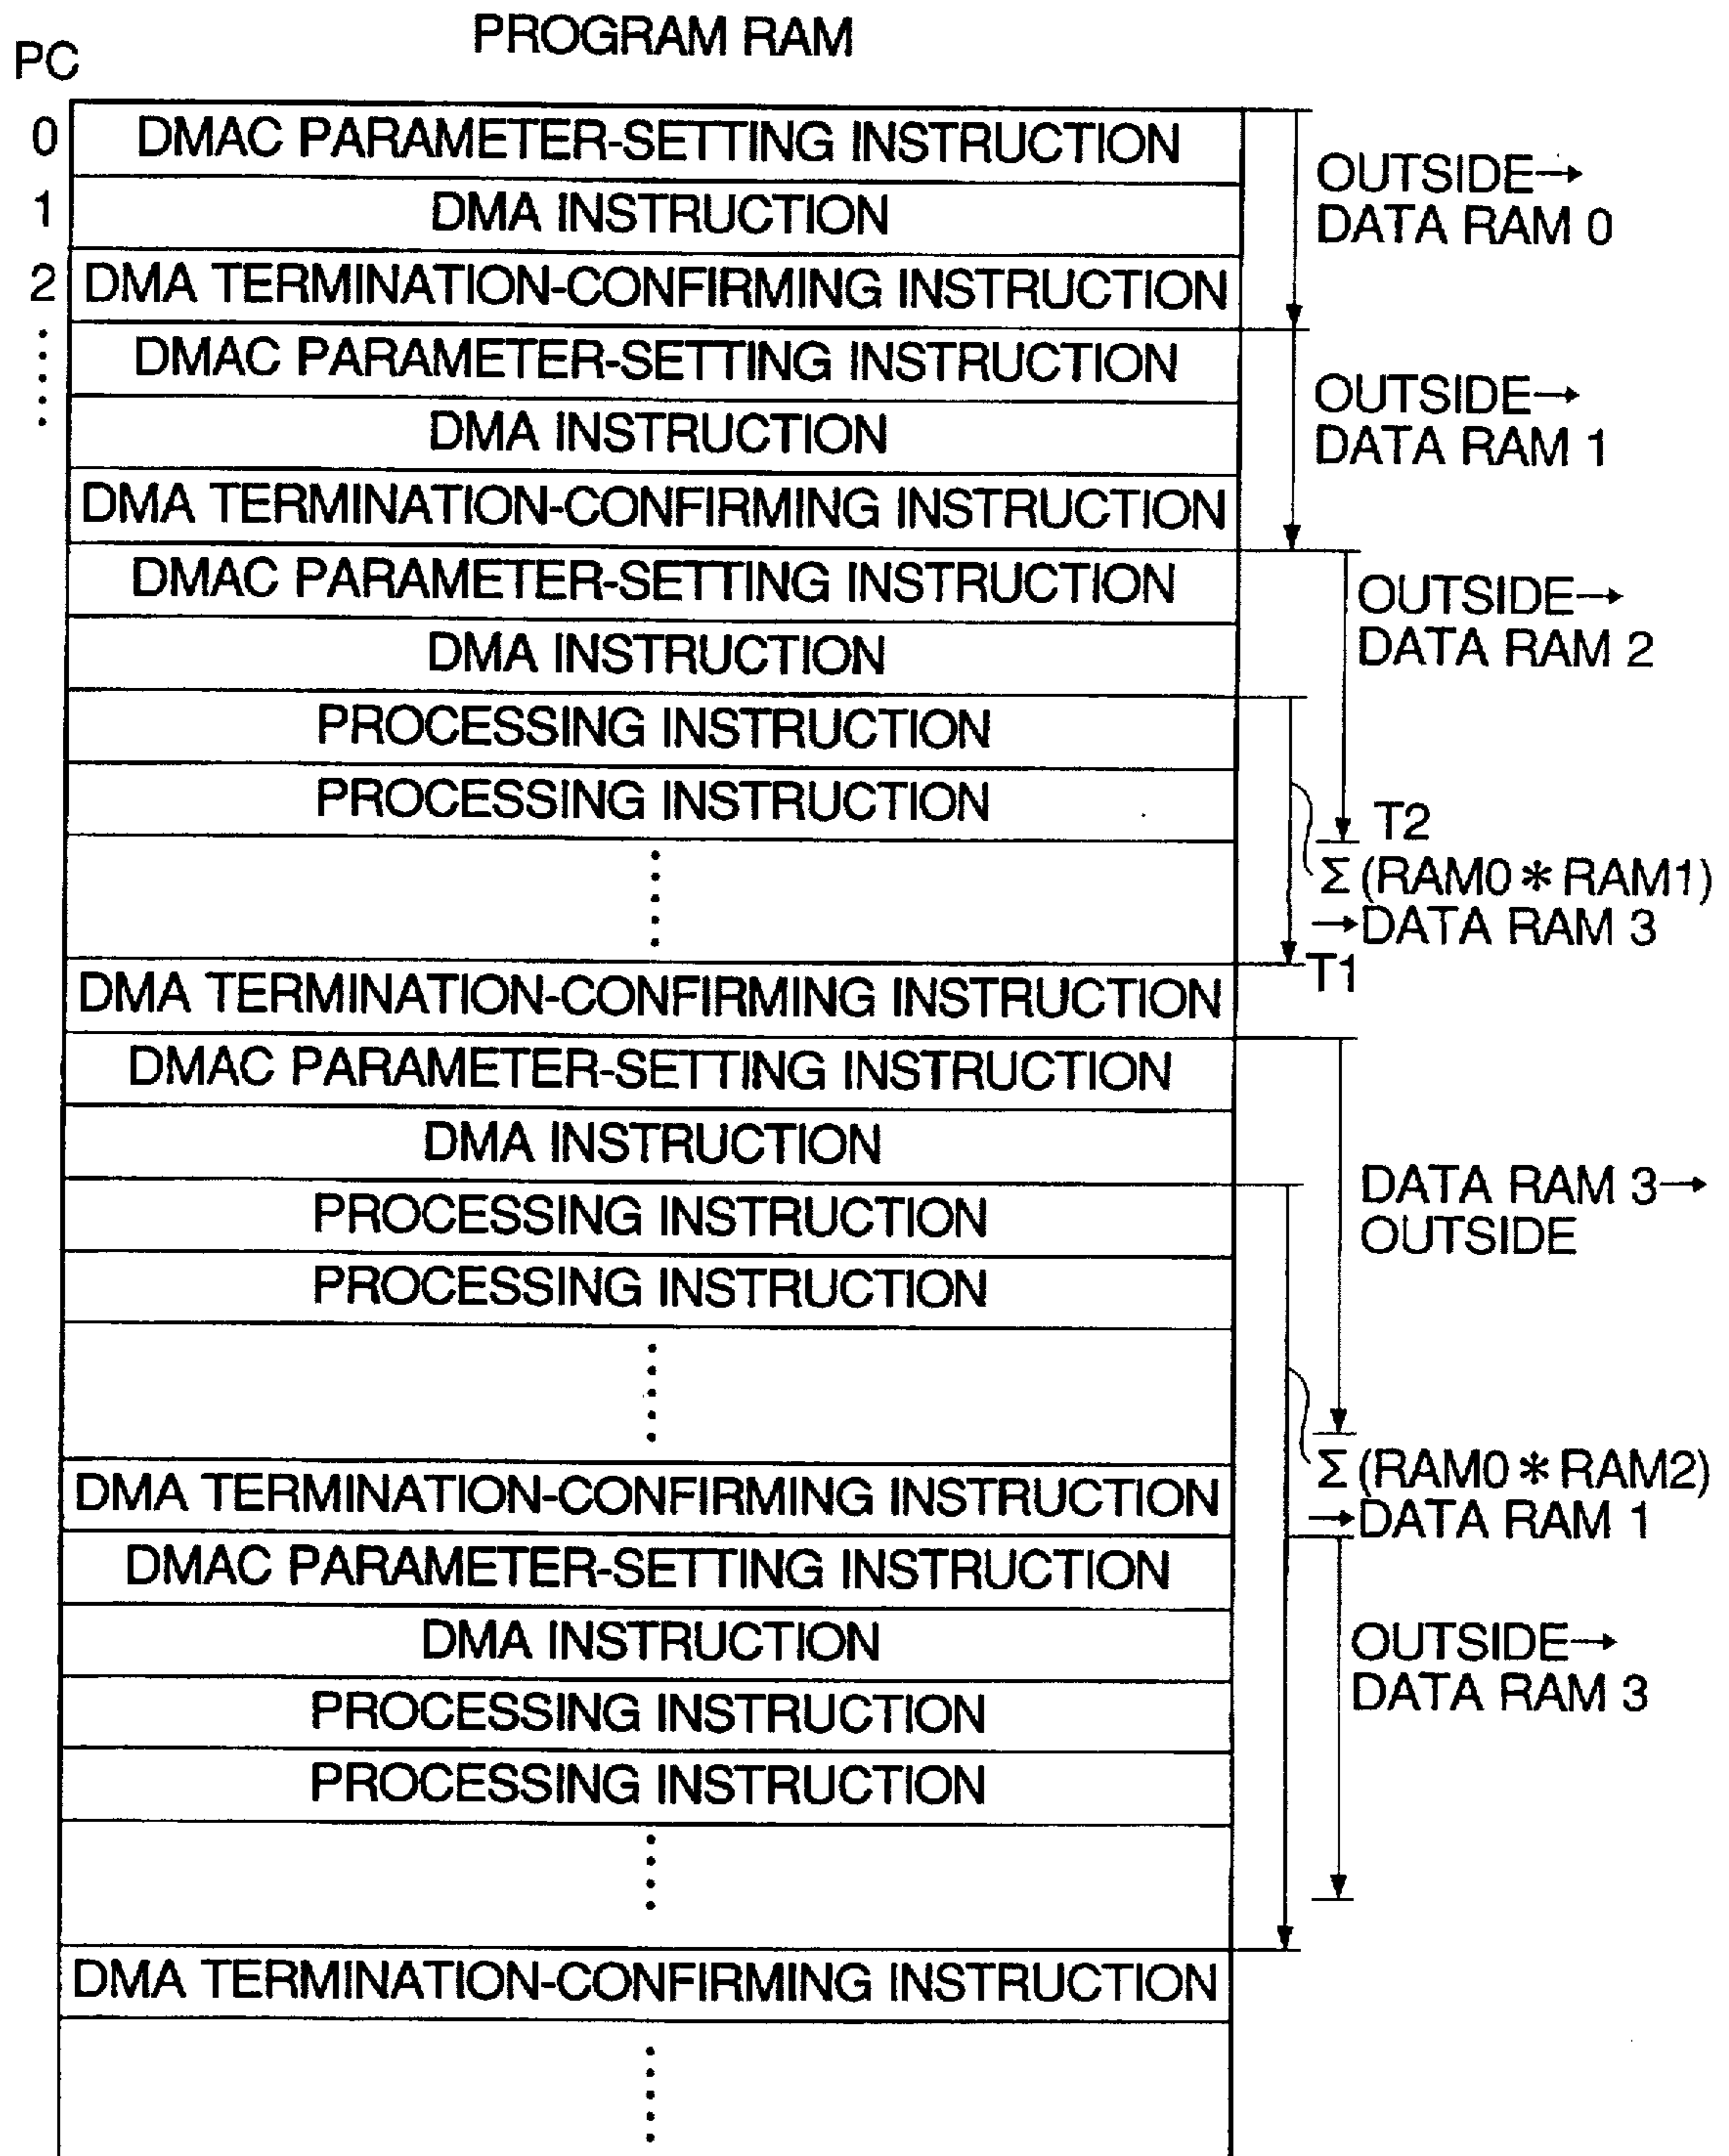 PROGRAM RAM
PC
0 DMAC PARAMETER-SETTING INSTRUCTION
1 DMA INSTRUCTION
OUTSIDE→
DATA RAM 0
2 DMA TERMINATION-CONFIRMING INSTRUCTION
DMAC PARAMETER-SETTING INSTRUCTION
DMA INSTRUCTION
OUTSIDE→
DATA RAM 1
DMA TERMINATION-CONFIRMING INSTRUCTION
DMAC PARAMETER-SETTING INSTRUCTION
DMA INSTRUCTION
OUTSIDE→
DATA RAM 2
PROCESSING INSTRUCTION
PROCESSING INSTRUCTION
T2
Σ(RAM0*RAM1)
→DATA RAM 3
T1
DMA TERMINATION-CONFIRMING INSTRUCTION
DMAC PARAMETER-SETTING INSTRUCTION
DMA INSTRUCTION
PROCESSING INSTRUCTION
DATA RAM 3→
OUTSIDE
PROCESSING INSTRUCTION
Σ(RAM0*RAM2)
→DATA RAM 1
DMA TERMINATION-CONFIRMING INSTRUCTION
DMAC PARAMETER-SETTING INSTRUCTION
DMA INSTRUCTION
OUTSIDE→
DATA RAM 3
PROCESSING INSTRUCTION
PROCESSING INSTRUCTION
DMA TERMINATION-CONFIRMING INSTRUCTION